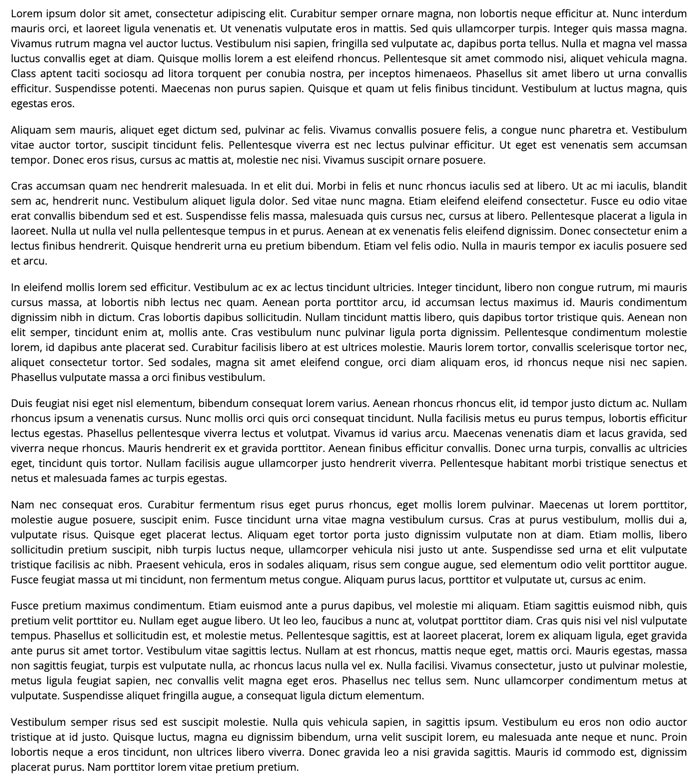 Lorem ipsum dolor sit amet, consectetur adipiscing elit. Curabitur semper ornare magna, non lobortis neque efficitur at. Nunc interdum
mauris orci, et laoreet ligula venenatis et. Ut venenatis vulputate eros in mattis. Sed quis ullamcorper turpis. Integer quis massa magna.
Vivamus rutrum magna vel auctor luctus. Vestibulum nisi sapien, fringilla sed vulputate ac, dapibus porta tellus. Nulla et magna vel massa
luctus convallis eget at diam. Quisque mollis lorem a est eleifend rhoncus. Pellentesque sit amet commodo nisi, aliquet vehicula magna.
Class aptent taciti sociosqu ad litora torquent per conubia nostra, per inceptos himenaeos. Phasellus sit amet libero ut urna convallis
efficitur. Suspendisse potenti. Maecenas non purus sapien. Quisque et quam ut felis finibus tincidunt. Vestibulum at luctus magna, quis
egestas eros.
Aliquam sem mauris, aliquet eget dictum sed, pulvinar ac felis. Vivamus convallis posuere felis, a congue nunc pharetra et. Vestibulum
vitae auctor tortor, suscipit tincidunt felis. Pellentesque viverra est nec lectus pulvinar efficitur. Ut eget est venenatis sem accumsan
tempor. Donec eros risus, cursus ac mattis at, molestie nec nisi. Vivamus suscipit ornare posuere.
Cras accumsan quam nec hendrerit malesuada. In et elit dui. Morbi in felis et nunc rhoncus iaculis sed at libero. Ut ac mi iaculis, blandit
sem ac, hendrerit nunc. Vestibulum aliquet ligula dolor. Sed vitae nunc magna. Etiam eleifend eleifend consectetur. Fusce eu odio vitae
erat convallis bibendum sed et est. Suspendisse felis massa, malesuada quis cursus nec, cursus at libero. Pellentesque placerat a ligula in
laoreet. Nulla ut nulla vel nulla pellentesque tempus in et purus. Aenean at ex venenatis felis eleifend dignissim. Donec consectetur enim a
lectus finibus hendrerit. Quisque hendrerit urna eu pretium bibendum. Etiam vel felis odio. Nulla in mauris tempor ex iaculis posuere sed
et arcu.
In eleifend mollis lorem sed efficitur. Vestibulum ac ex ac lectus tincidunt ultricies. Integer tincidunt, libero non congue rutrum, mi mauris
cursus massa, at lobortis nibh lectus nec quam. Aenean porta porttitor arcu, id accumsan lectus maximus id. Mauris condimentum
dignissim nibh in dictum. Cras lobortis dapibus sollicitudin. Nullam tincidunt mattis libero, quis dapibus tortor tristique quis. Aenean non
elit semper, tincidunt enim at, mollis ante. Cras vestibulum nunc pulvinar ligula porta dignissim. Pellentesque condimentum molestie
lorem, id dapibus ante placerat sed. Curabitur facilisis libero at est ultrices molestie. Mauris lorem tortor, convallis scelerisque tortor nec,
aliquet consectetur tortor. Sed sodales, magna sit amet eleifend congue, orci diam aliquam eros, id rhoncus neque nisi nec sapien.
Phasellus vulputate massa a orci finibus vestibulum.
Duis feugiat nisi eget nisl elementum, bibendum consequat lorem varius. Aenean rhoncus rhoncus elit, id tempor justo dictum ac. Nullam
rhoncus ipsum a venenatis cursus. Nunc mollis orci quis orci consequat tincidunt. Nulla facilisis metus eu purus tempus, lobortis efficitur
lectus egestas. Phasellus pellentesque viverra lectus et volutpat. Vivamus id varius arcu. Maecenas venenatis diam et lacus gravida, sed
viverra neque rhoncus. Mauris hendrerit ex et gravida porttitor. Aenean finibus efficitur convallis. Donec urna turpis, convallis ac ultricies
eget, tincidunt quis tortor. Nullam facilisis augue ullamcorper justo hendrerit viverra. Pellentesque habitant morbi tristique senectus et
netus et malesuada fames ac turpis egestas.
Nam nec consequat eros. Curabitur fermentum risus eget purus rhoncus, eget mollis lorem pulvinar. Maecenas ut lorem porttitor,
molestie augue posuere, suscipit enim. Fusce tincidunt urna vitae magna vestibulum cursus. Cras at purus vestibulum, mollis dui a,
vulputate risus. Quisque eget placerat lectus. Aliquam eget tortor porta justo dignissim vulputate non at diam. Etiam mollis, libero
sollicitudin pretium suscipit, nibh turpis luctus neque, ullamcorper vehicula nisi justo ut ante. Suspendisse sed urna et elit vulputate
tristique facilisis ac nibh. Praesent vehicula, eros in sodales aliquam, risus sem congue augue, sed elementum odio velit porttitor augue.
Fusce feugiat massa ut mi tincidunt, non fermentum metus congue. Aliquam purus lacus, porttitor et vulputate ut, cursus ac enim.
Fusce pretium maximus condimentum. Etiam euismod ante a purus dapibus, vel molestie mi aliquam. Etiam sagittis euismod nibh, quis
pretium velit porttitor eu. Nullam eget augue libero. Ut leo leo, faucibus a nunc at, volutpat porttitor diam. Cras quis nisi vel nisl vulputate
tempus. Phasellus et sollicitudin est, et molestie metus. Pellentesque sagittis, est at laoreet placerat, lorem ex aliquam ligula, eget gravida
ante purus sit amet tortor. Vestibulum vitae sagittis lectus. Nullam at est rhoncus, mattis neque eget, mattis orci. Mauris egestas, massa
non sagittis feugiat, turpis est vulputate nulla, ac rhoncus lacus nulla vel ex. Nulla facilisi. Vivamus consectetur, justo ut pulvinar molestie,
metus ligula feugiat sapien, nec convallis velit magna eget eros. Phasellus nec tellus sem. Nunc ullamcorper condimentum metus at
vulputate. Suspendisse aliquet fringilla augue, a consequat ligula dictum elementum.
Vestibulum semper risus sed est suscipit molestie. Nulla quis vehicula sapien, in sagittis ipsum. Vestibulum eu eros non odio auctor
tristique at id justo. Quisque luctus, magna eu dignissim bibendum, urna velit suscipit lorem, eu malesuada ante neque et nunc. Proin
lobortis neque a eros tincidunt, non ultrices libero viverra. Donec gravida leo a nisi gravida sagittis. Mauris id commodo est, dignissim
placerat purus. Nam porttitor lorem vitae pretium pretium.